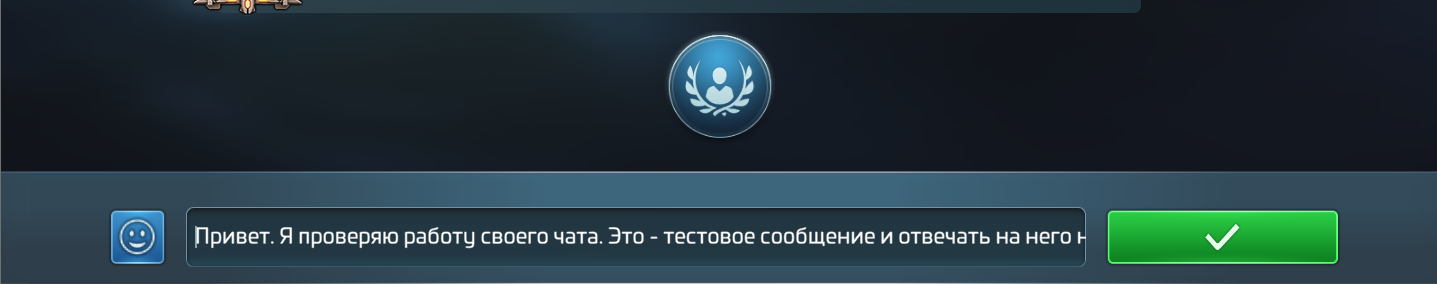 Привет. Я проверяю работу своего чата. Это - тестовое сообщение и отвечать на него